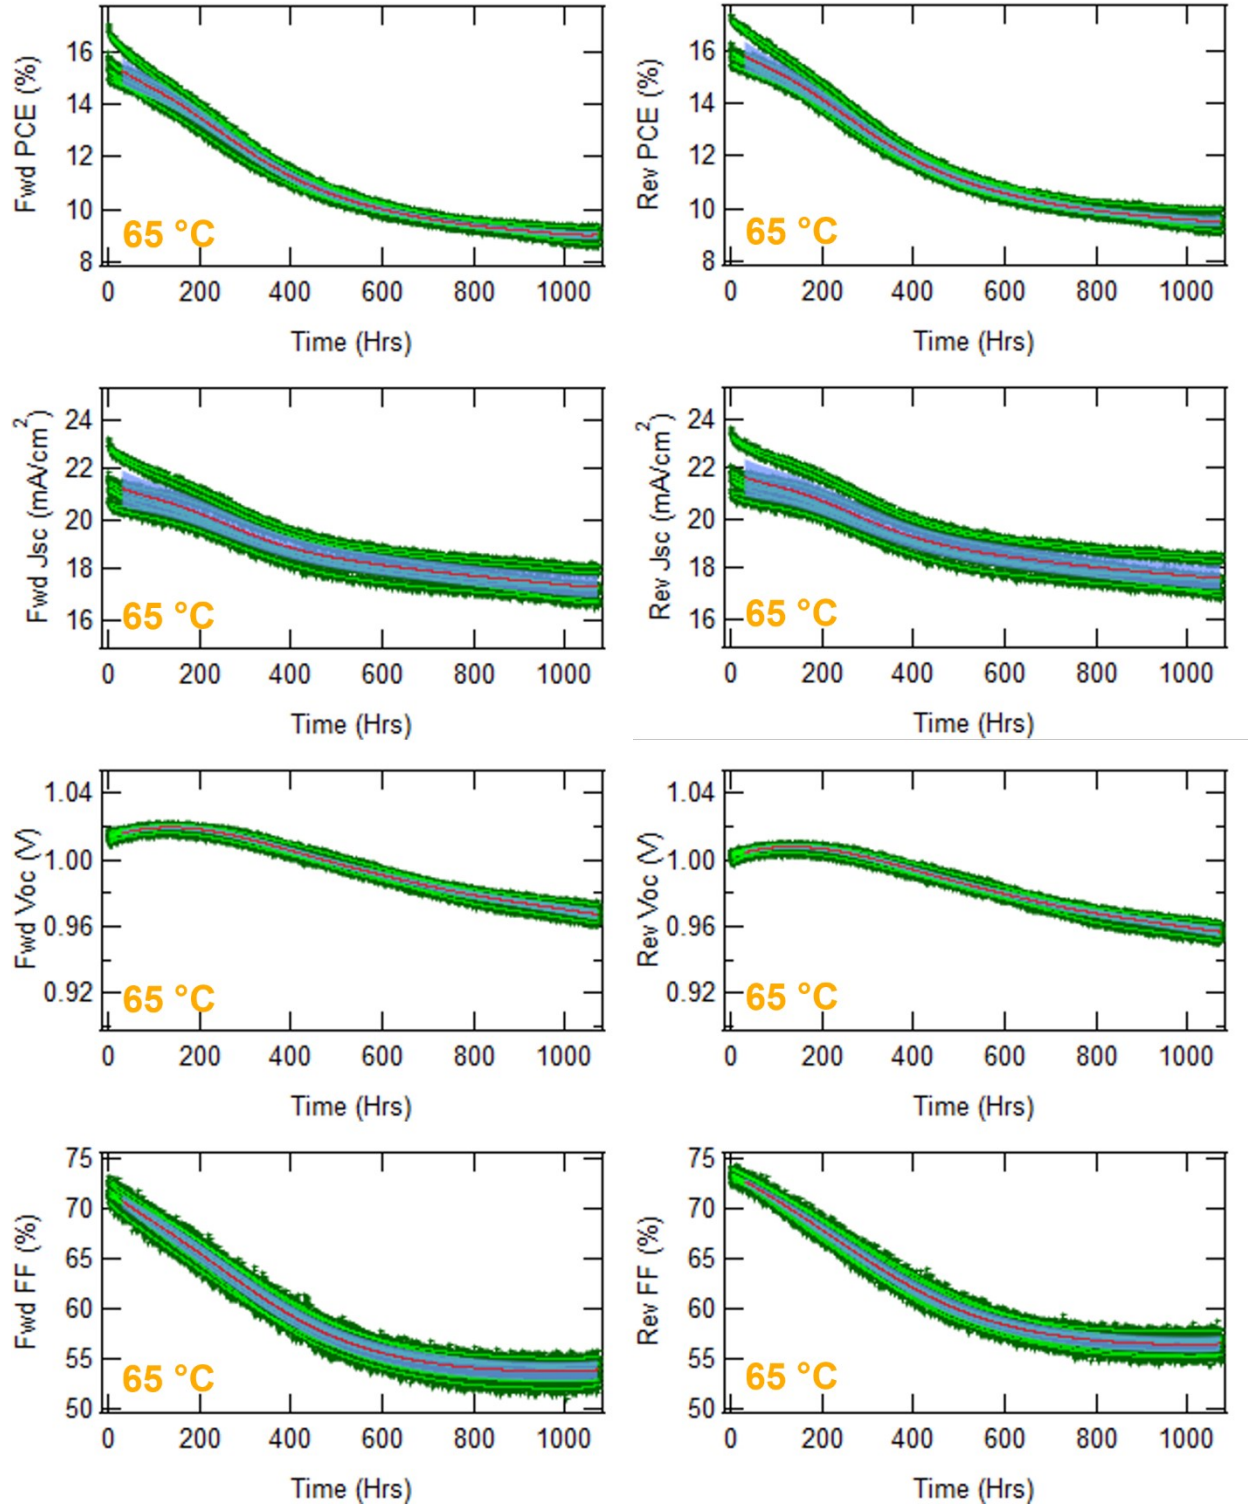 Fwd PCE (%)
16
14
12
10
8
65 °C
0 200 400 600 800 1000
Time (Hrs)
Rev PCE (%)
16
14
12
10
8
65 °C
0 200 400 600 800 1000
Time (Hrs)
Fwd Jsc (mA/cm²)
24
22
20
18
16
65 °C
0 200 400 600 800 1000
Time (Hrs)
Rev Jsc (mA/cm²)
24
22
20
18
16
65 °C
0 200 400 600 800 1000
Time (Hrs)
Fwd Voc (V)
1.04
1.00
0.96
0.92
65 °C
0 200 400 600 800 1000
Time (Hrs)
Rev Voc (V)
1.04
1.00
0.96
0.92
65 °C
0 200 400 600 800 1000
Time (Hrs)
Fwd FF (%)
75
70
65
60
55
50
65 °C
0 200 400 600 800 1000
Time (Hrs)
Rev FF (%)
75
70
65
60
55
50
65 °C
0 200 400 600 800 1000
Time (Hrs)